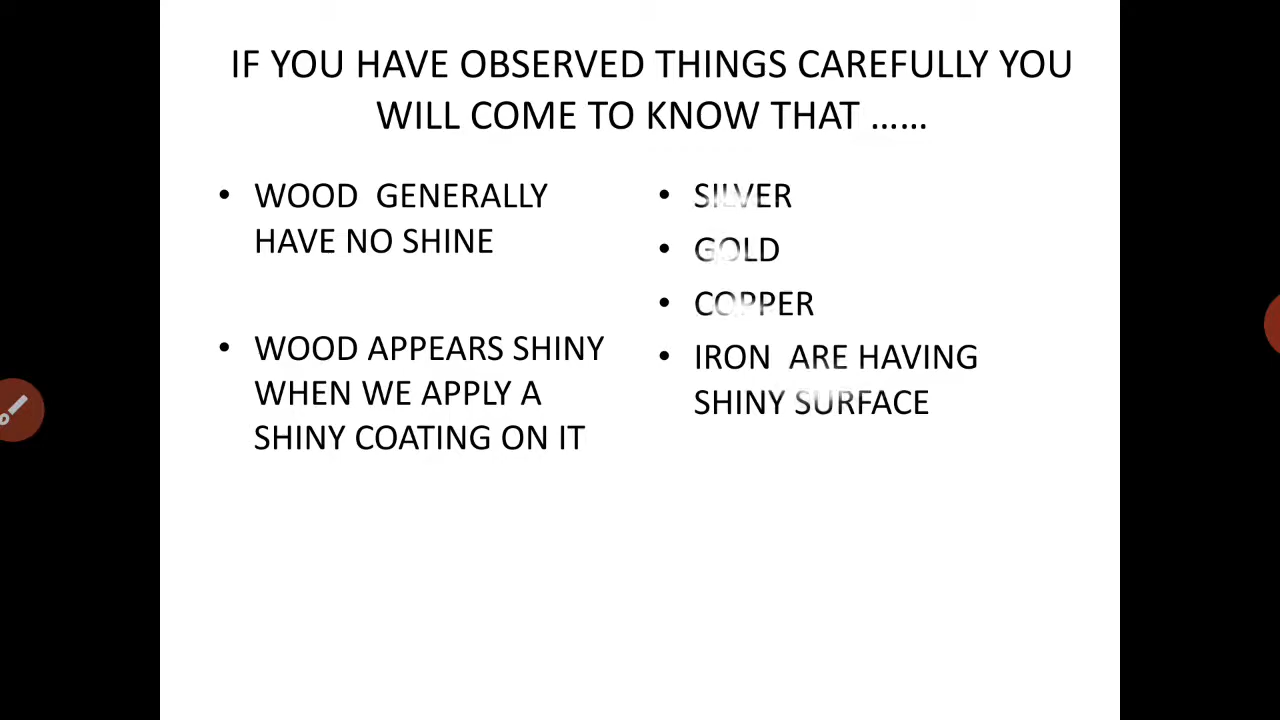 IF YOU HAVE OBSERVED THINGS CAREFULLY YOU
WILL COME TO KNOW THAT ......
• WOOD GENERALLY
HAVE NO SHINE
• WOOD APPEARS SHINY
WHEN WE APPLY A
SHINY COATING ON IT
• SILVER
• GOLD
• COPPER
• IRON ARE HAVING
SHINY SURFACE